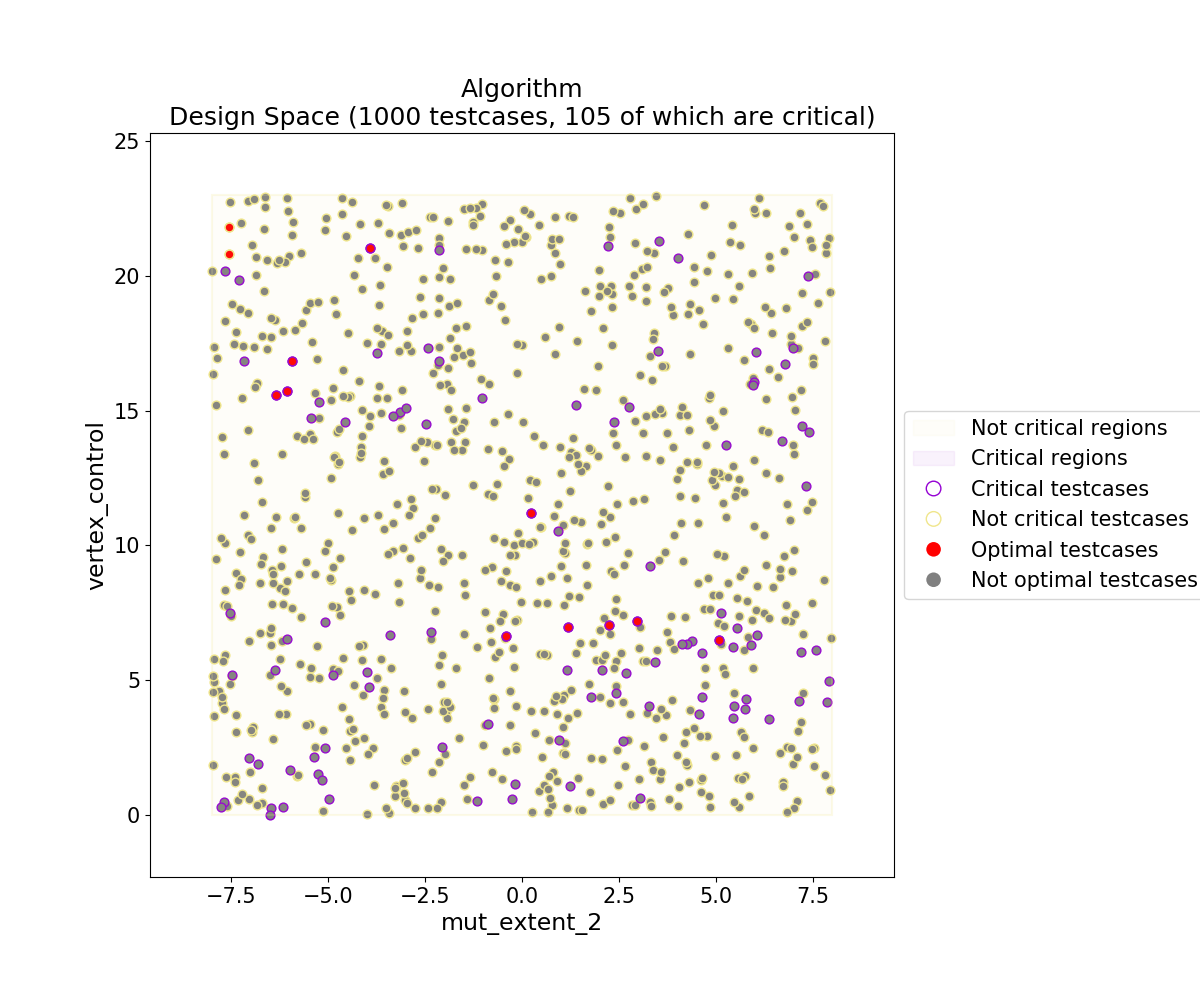 Algorithm
Design Space (1000 testcases, 105 of which are critical)
25
20
15
10
5
0
vertex_control
−7.5
−5.0
−2.5
0.0
2.5
5.0
7.5
mut_extent_2
Not critical regions
Critical regions
Critical testcases
Not critical testcases
Optimal testcases
Not optimal testcases